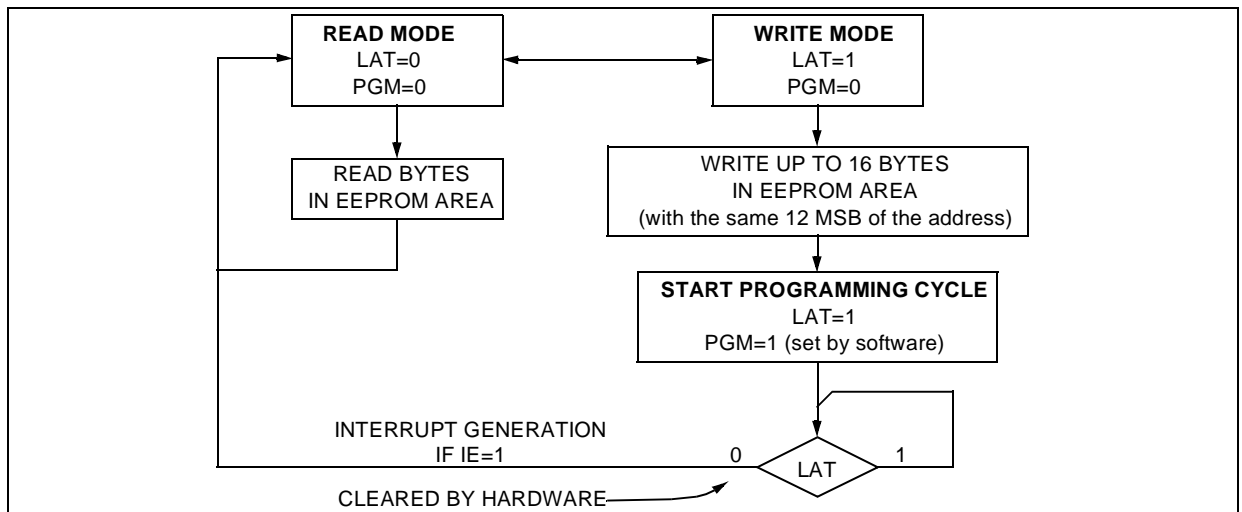 READ MODE
LAT=0
PGM=0
WRITE MODE
LAT=1
PGM=0
READ BYTES
IN EEPROM AREA
WRITE UP TO 16 BYTES
IN EEPROM AREA
(with the same 12 MSB of the address)
START PROGRAMMING CYCLE
LAT=1
PGM=1 (set by software)
INTERRUPT GENERATION
IF IE=1
0
LAT
1
CLEARED BY HARDWARE